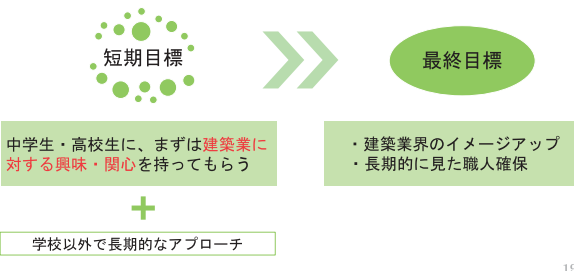 短期目標
最終目標
中学生・高校生に、まずは建築業に
対する興味・関心を持ってもらう
・建築業界のイメージアップ
・長期的に見た職人確保
+
学校以外で長期的なアプローチ